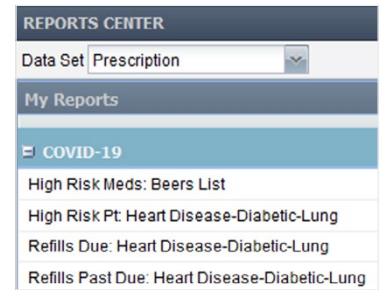 REPORTS CENTER
Data Set Prescription
My Reports
COVID-19
High Risk Meds: Beers List
High Risk Pt: Heart Disease-Diabetic-Lung
Refills Due: Heart Disease-Diabetic-Lung
Refills Past Due: Heart Disease-Diabetic-Lung